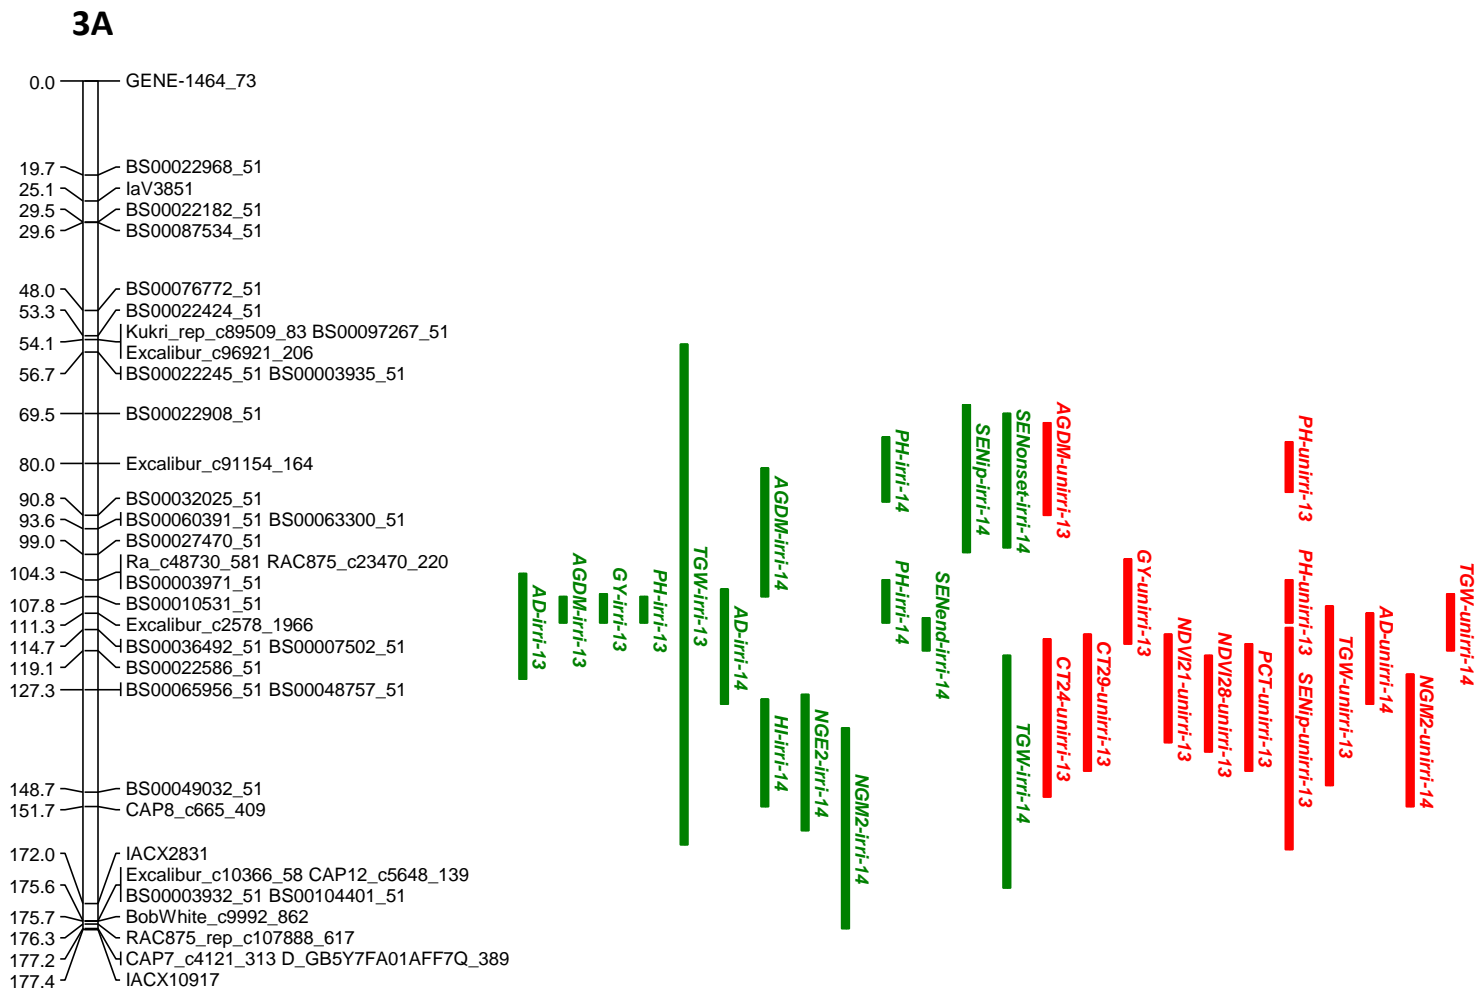 3A
0.0 GENE-1464_73
19.7 BS00022968_51
25.1 IaV3851
29.5 BS00022182_51
29.6 BS00087534_51
48.0 BS00076772_51
53.3 BS00022424_51
54.1 Kukri_rep_c89509_83 BS00097267_51
Excalibur_c96921_206
56.7 BS00022245_51 BS00003935_51
69.5 BS00022908_51
80.0 Excalibur_c91154_164
90.8 BS00032025_51
93.6 BS00060391_51 BS00063300_51
99.0 BS00027470_51
104.3 Ra_c48730_581 RAC875_c23470_220
BS00003971_51
107.8 BS00010531_51
111.3 Excalibur_c2578_1966
114.7 BS00036492_51 BS00007502_51
119.1 BS00022586_51
127.3 BS00065956_51 BS00048757_51
148.7 BS00049032_51
151.7 CAP8_c665_409
172.0 IACX2831
175.6 Excalibur_c10366_58 CAP12_c5648_139
BS00003932_51 BS00104401_51
175.7 BobWhite_c9992_862
176.3 RAC875_rep_c107888_617
177.2 CAP7_c4121_313 D_GB5Y7FA01AFF7Q_389
177.4 IACX10917
AD-irri-13
AGDM-irri-13
GY-irri-13
PH-irri-13
TGW-irri-13
AD-irri-14
AGDM-irri-14
HI-irri-14
NGE2-irri-14
NGM2-irri-14
PH-irri-14
PH-irri-14
SENend-irri-14
SENip-irri-14
SENonset-irri-14
TGW-irri-14
AGDM-unirri-13
CT24-unirri-13
CT29-unirri-13
GY-unirri-13
NDVI21-unirri-13
NDVI28-unirri-13
PCT-unirri-13
PH-unirri-13
PH-unirri-13
SENip-unirri-13
TGW-unirri-13
AD-unirri-14
NGM2-unirri-14
TGW-unirri-14